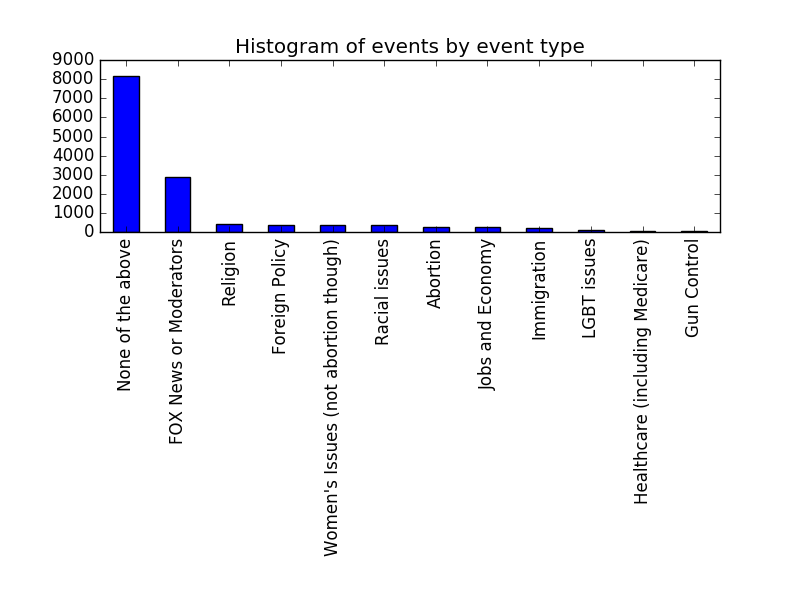 Histogram of events by event type
9000
8000
7000
6000
5000
4000
3000
2000
1000
0
None of the above
FOX News or Moderators
Religion
Foreign Policy
Women's Issues (not abortion though)
Racial issues
Abortion
Jobs and Economy
Immigration
LGBT issues
Healthcare (including Medicare)
Gun Control